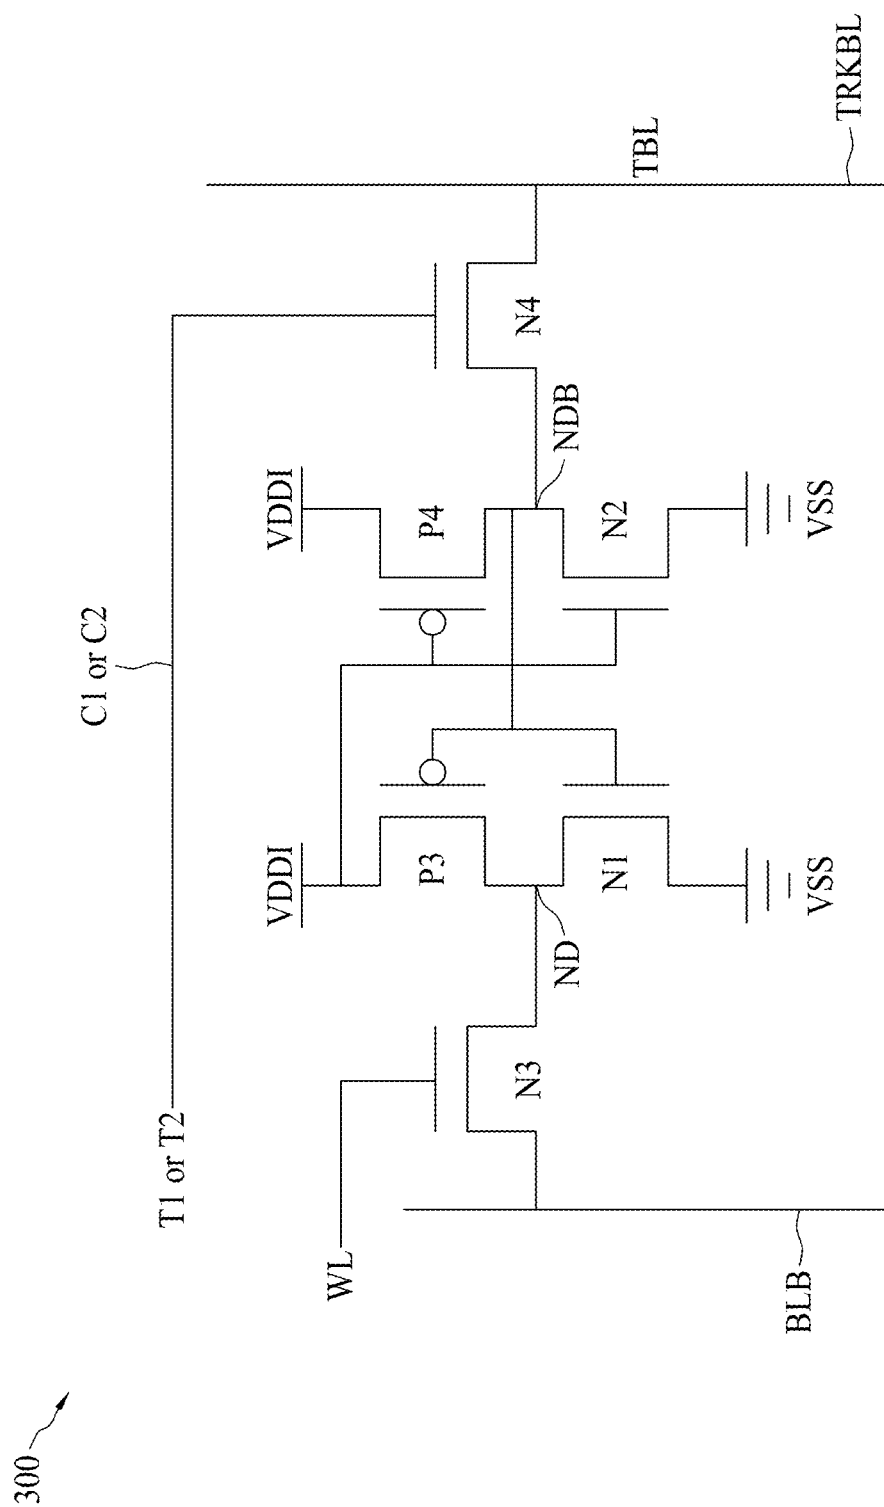 300
T1 or T2
C1 or C2
WL
VDDI
VDDI
P3
P4
N3
N4
ND
NDB
N1
N2
TBL
BLB
VSS
VSS
TRKBL